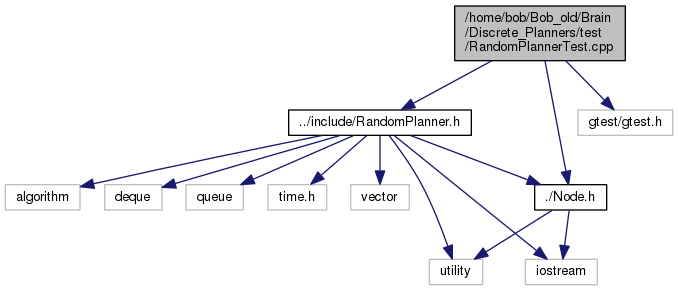 /home/bob/Bob_old/Brain
/Discrete_Planners/test
/RandomPlannerTest.cpp
../include/RandomPlanner.h
gtest/gtest.h
algorithm
deque
queue
time.h
vector
./Node.h
utility
iostream